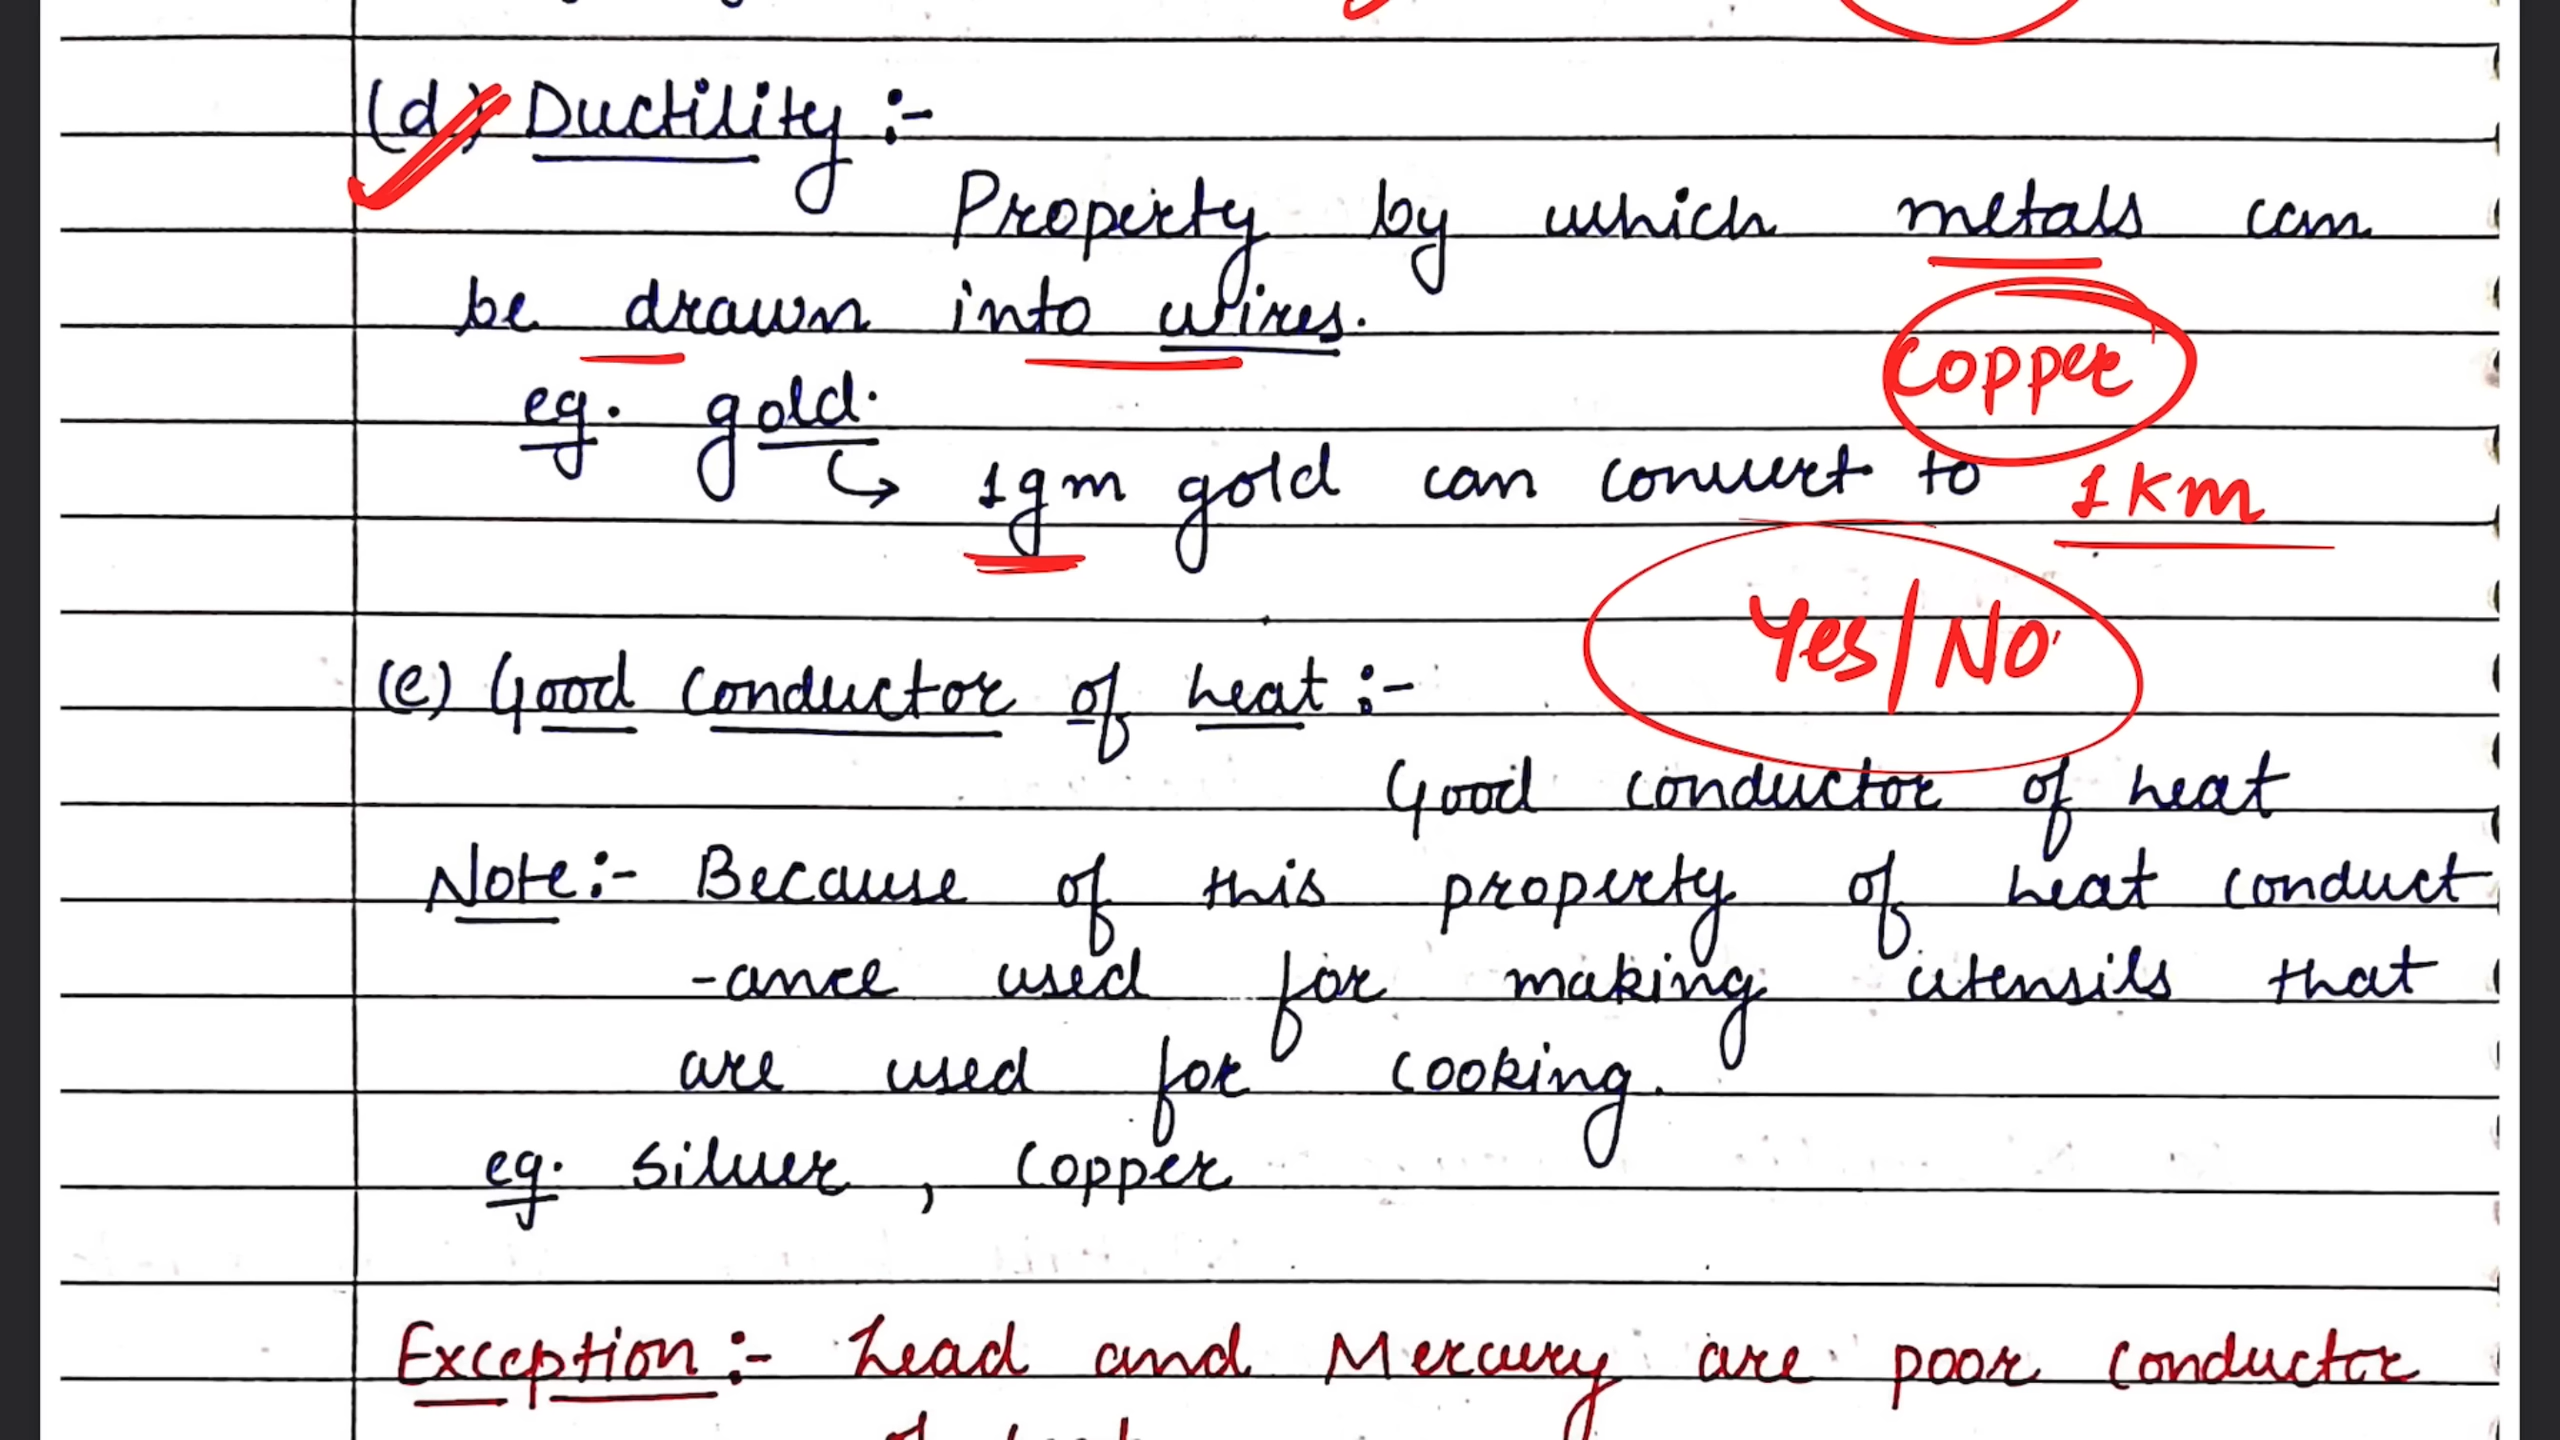 (d) Ductility :-
Property by which metals can
be drawn into wires.
copper
eg. gold.
↳ 1gm gold can convert to 1 Km
Yes/No
(e) Good conductor of heat :-
Good conductor of heat
Note :- Because of this property of heat conduct
-ance used for making utensils that
are used for cooking.
eg. silver, copper
Exception :- Lead and Mercury are poor conductor